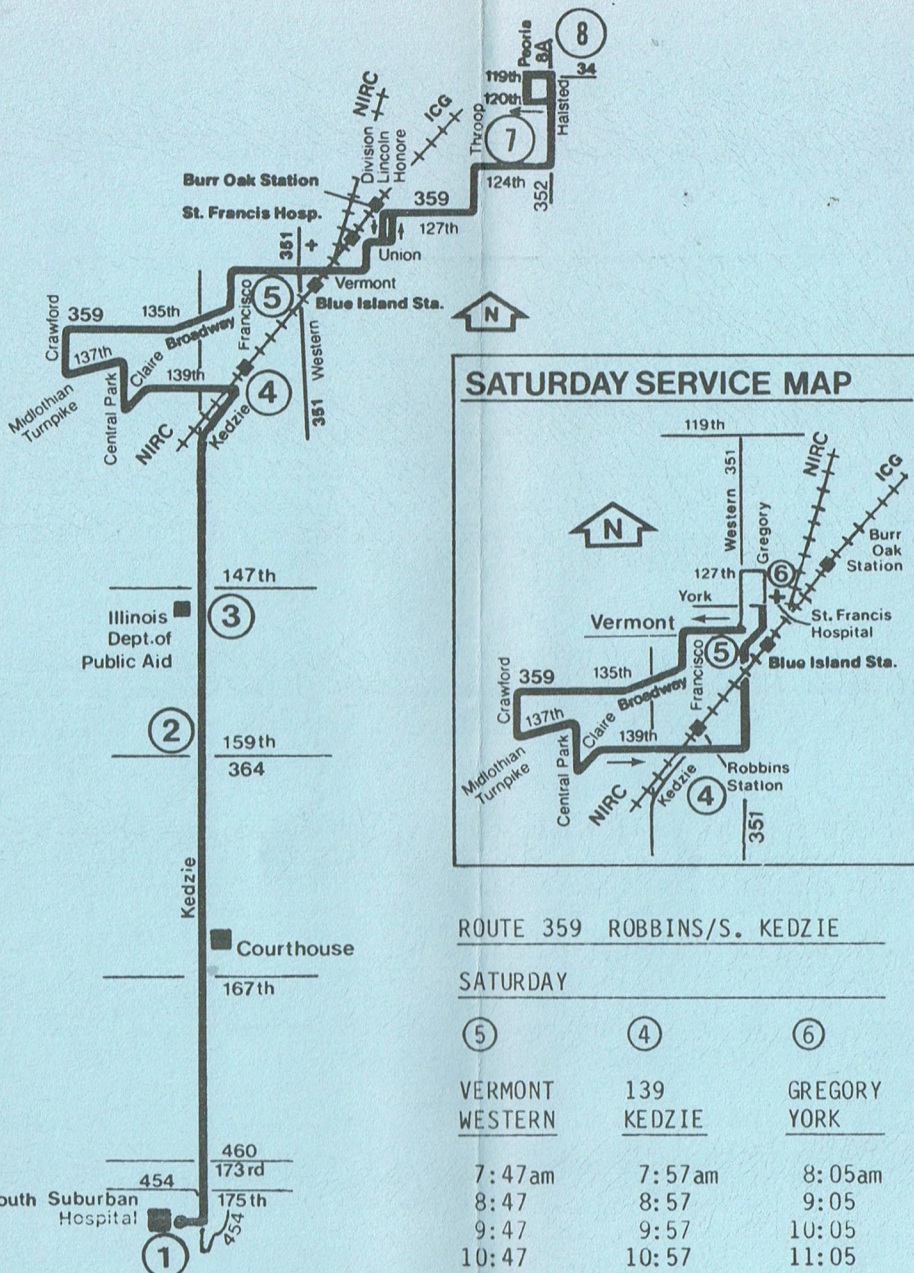 8
Peoria
8A
119th
34
120th
Halsted
Throop
7
NIRC
ICG
Division
Lincoln
Honore
124th
352
Burr Oak Station
359
St. Francis Hosp.
127th
351
+
Union
Vermont
5
Blue Island Sta.
N
Crawford
359
135th
Broadway
Francisco
137th
Claire
139th
4
Western
351
Midlothian
Turnpike
Central Park
NIRC
Kedzie
147th
Illinois
Dept.of
Public Aid
3
2
159th
364
Kedzie
Courthouse
167th
460
173rd
454
175th
outh Suburban
Hospital
454
1
SATURDAY SERVICE MAP
119th
N
Western 351
Gregory
NIRC
ICG
Burr
Oak
Station
127th
6
+
York
St. Francis
Hospital
Vermont
5
Blue Island Sta.
Crawford
359
135th
Broadway
Francisco
137th
Claire
139th
Midlothian
Turnpike
Central Park
NIRC
Kedzie
4
Robbins
Station
351
ROUTE 359 ROBBINS/S. KEDZIE
SATURDAY
5 4 6
VERMONT 139 GREGORY
WESTERN KEDZIE YORK
7:47am 7:57am 8:05am
8:47 8:57 9:05
9:47 9:57 10:05
10:47 10:57 11:05